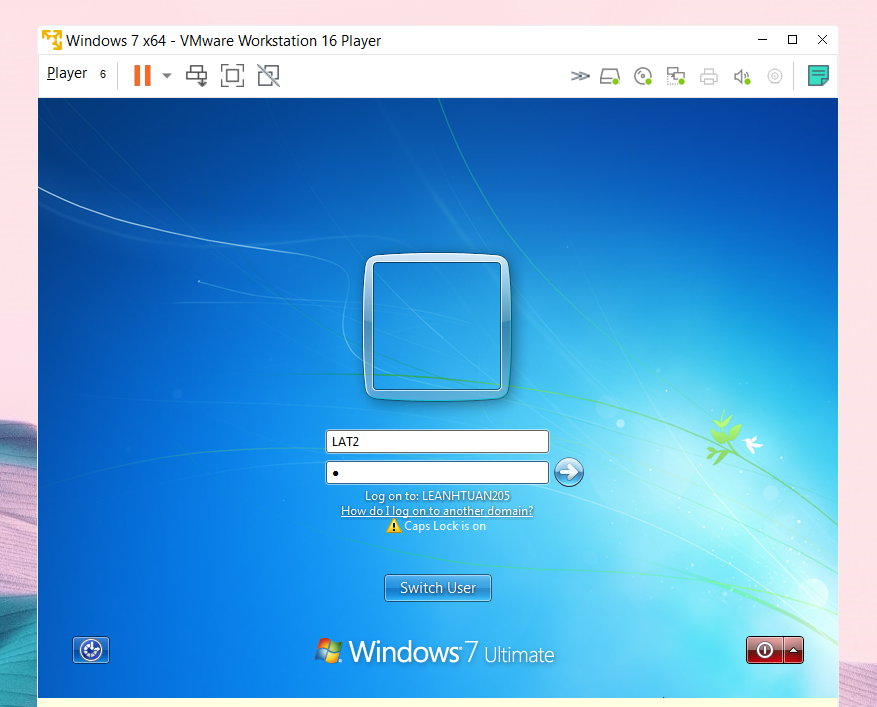 Windows 7 x64 - VMware Workstation 16 Player
Player 6
LAT2
Log on to: LEANHTUAN205
How do I log on to another domain?
Caps Lock is on
Switch User
Windows 7 Ultimate